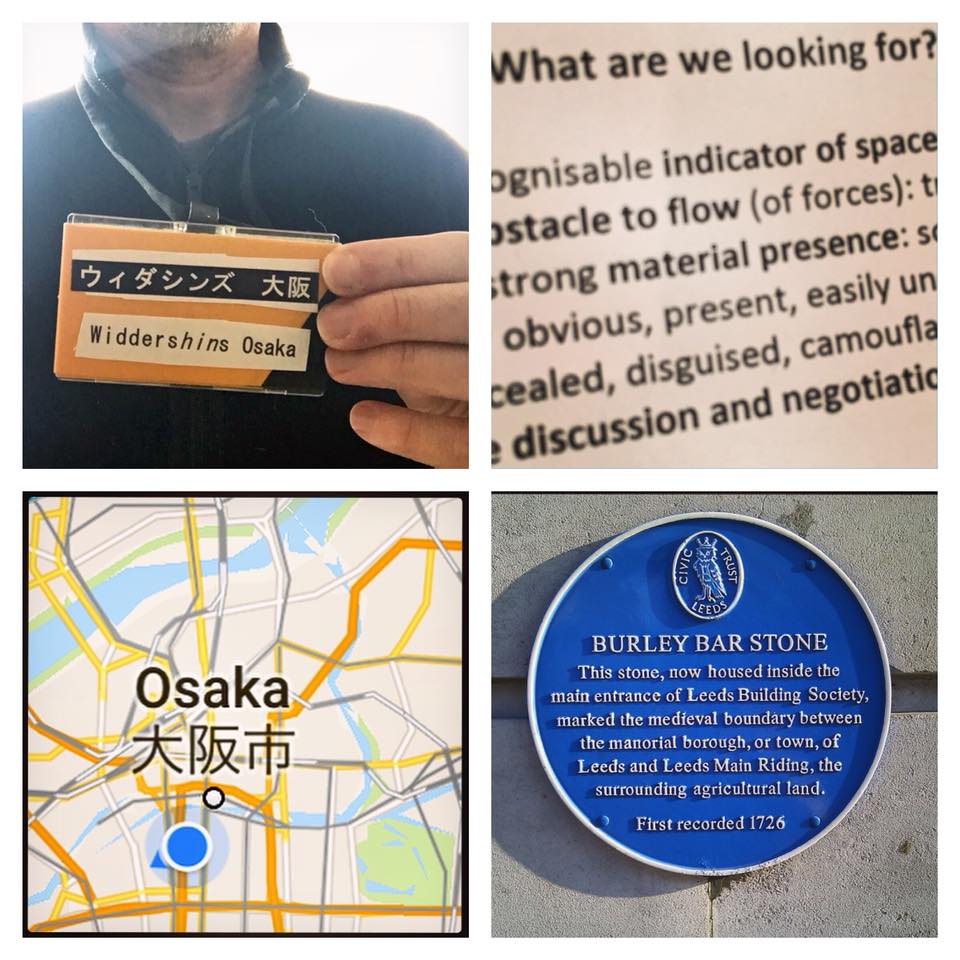 ウィダシンズ 大阪
Widdershins Osaka
What are we looking for?
ognisable indicator of space
bstacle to flow (of forces): tr
strong material presence: so
obvious, present, easily un
cealed, disguised, camoufla
e discussion and negotiatio
Osaka
大阪市
CIVIC TRUST
LEEDS
BURLEY BAR STONE
This stone, now housed inside the
main entrance of Leeds Building Society,
marked the medieval boundary between
the manorial borough, or town, of
Leeds and Leeds Main Riding, the
surrounding agricultural land.
First recorded 1726